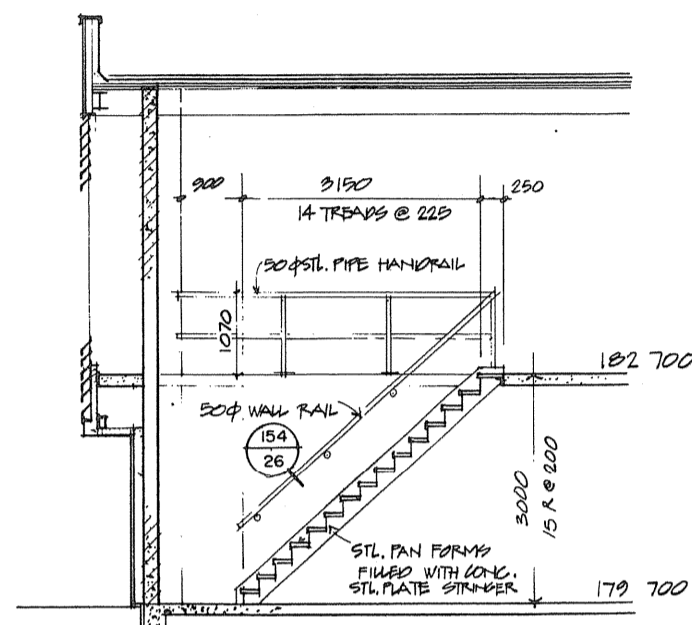 900 3150 250
14 TREADS @ 225
50 ϕ STL. PIPE HANDRAIL
1070
182 700
50ϕ WALL RAIL
154
26
3000
15 R @ 200
STL. PAN FORMS
FILLED WITH CONC.
STL. PLATE STRINGER
179 700